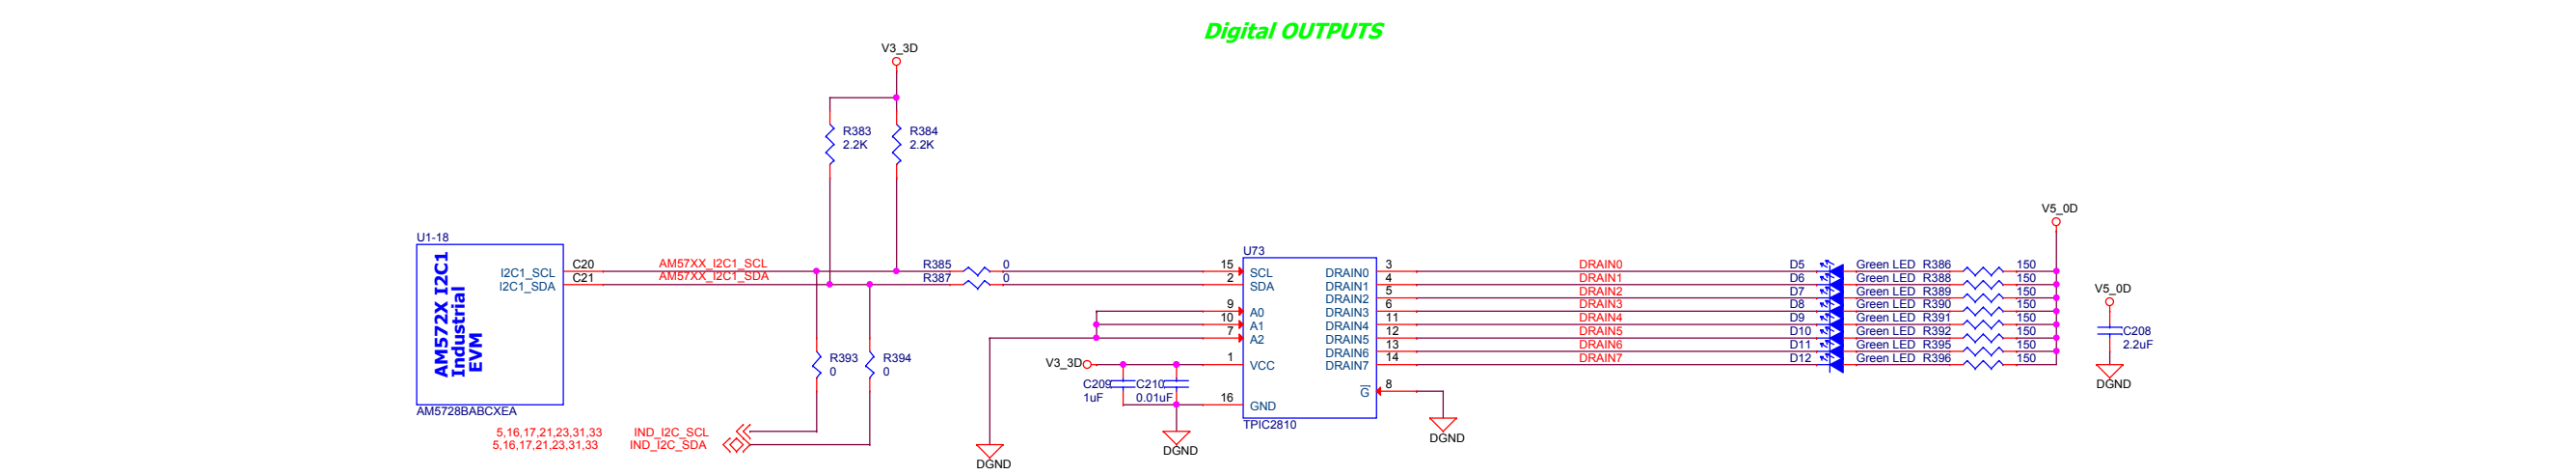 Digital OUTPUTS
V3_3D
R383
2.2K
R384
2.2K
V5_0D
U1-18
AM572X I2C1
Industrial
EVM
I2C1_SCL
I2C1_SDA
C20
C21
AM5728BABCXEA
AM57XX_I2C1_SCL
AM57XX_I2C1_SDA
R385 0
R387 0
R393
0
R394
0
5,16,17,21,23,31,33 IND_I2C_SCL
5,16,17,21,23,31,33 IND_I2C_SDA
U73
15 SCL
2 SDA
9 A0
10 A1
7 A2
1 VCC
16 GND
TPIC2810
V3_3D
C209
1uF
C210
0.01uF
DGND
DGND
DRAIN0 3 DRAIN0 D5 Green LED R386 150
DRAIN1 4 DRAIN1 D6 Green LED R388 150
DRAIN2 5 DRAIN2 D7 Green LED R389 150
DRAIN3 6 DRAIN3 D8 Green LED R390 150
DRAIN4 11 DRAIN4 D9 Green LED R391 150
DRAIN5 12 DRAIN5 D10 Green LED R392 150
DRAIN6 13 DRAIN6 D11 Green LED R395 150
DRAIN7 14 DRAIN7 D12 Green LED R396 150
G 8
DGND
V5_0D
C208
2.2uF
DGND